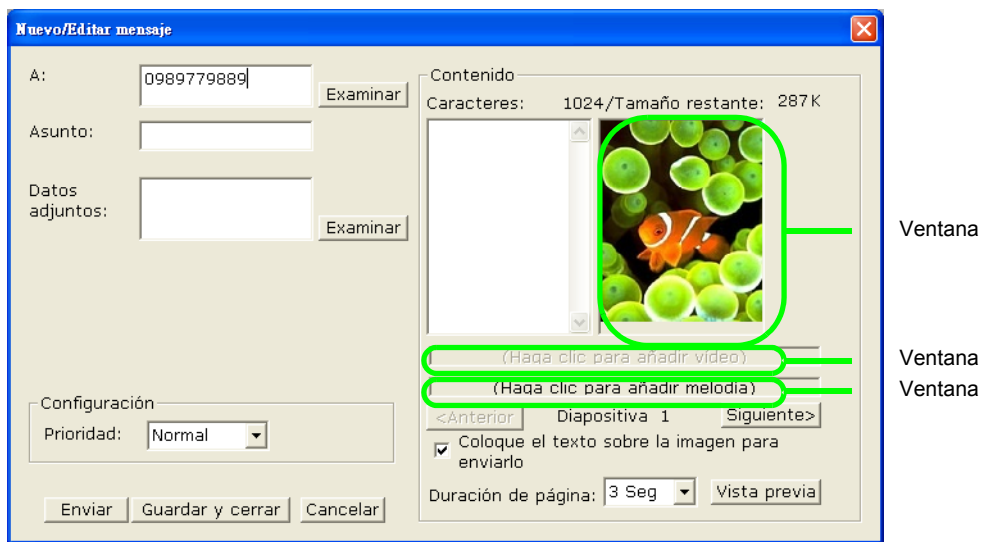 Nuevo/Editar mensaje
A:
0989779889
Examinar
Asunto:
Datos
adjuntos:
Examinar
Configuración
Prioridad:
Normal
Enviar
Guardar y cerrar
Cancelar
Contenido
Caracteres: 1024/Tamaño restante: 287K
(Haga clic para añadir vídeo)
(Haga clic para añadir melodía)
<Anterior
Diapositiva 1
Siguiente>
Coloque el texto sobre la imagen para
enviarlo
Duración de página:
3 Seg
Vista previa
Ventana
Ventana
Ventana